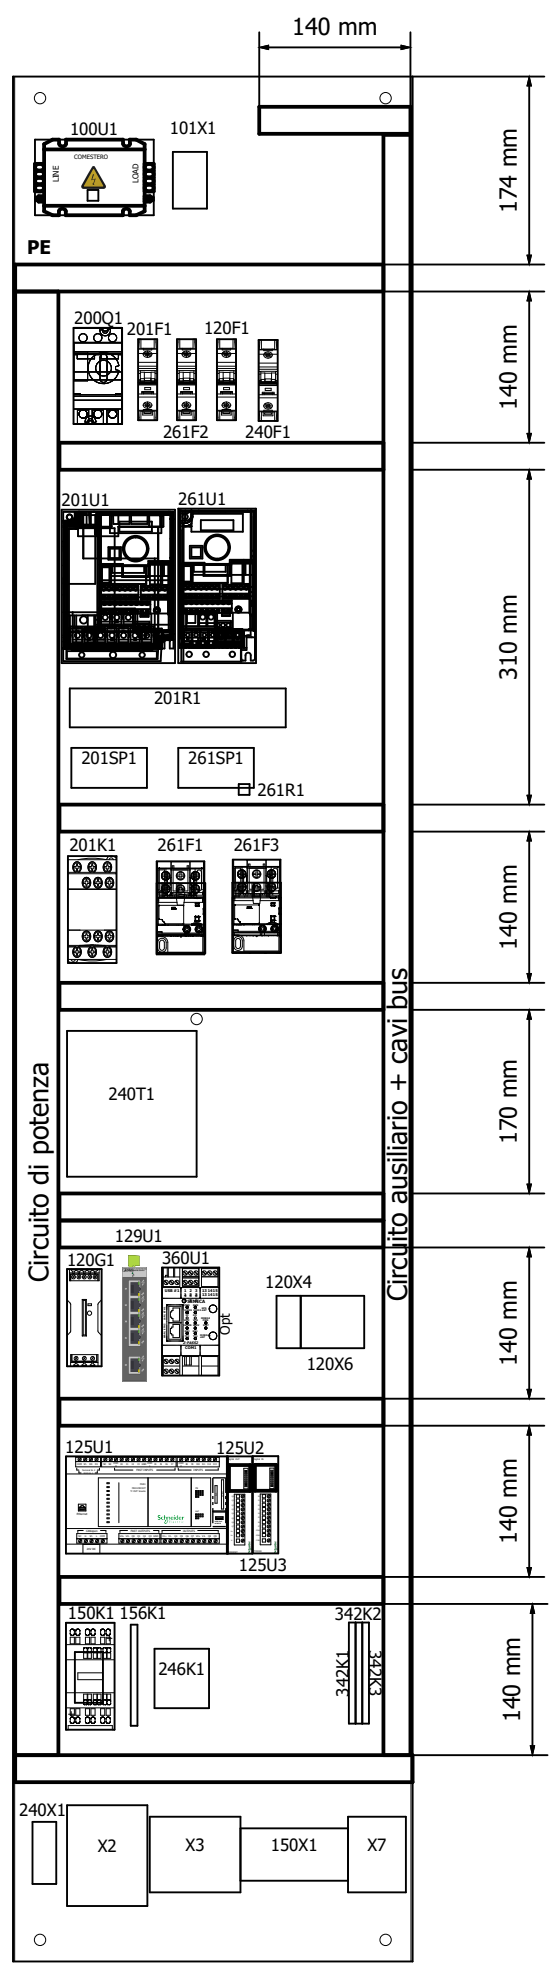 140 mm
100U1
101X1
COMESTERO
LINE
LOAD
174 mm
PE
200Q1
201F1
120F1
261F2
240F1
140 mm
201U1
261U1
310 mm
201R1
201SP1
261SP1
261R1
201K1
261F1
261F3
140 mm
Circuito ausiliario + cavi bus
Circuito di potenza
240T1
170 mm
129U1
120G1
360U1
120X4
Opt
120X6
140 mm
125U1
125U2
Schneider
125U3
140 mm
150K1
156K1
342K2
246K1
342K1
342K3
140 mm
240X1
X2
X3
150X1
X7